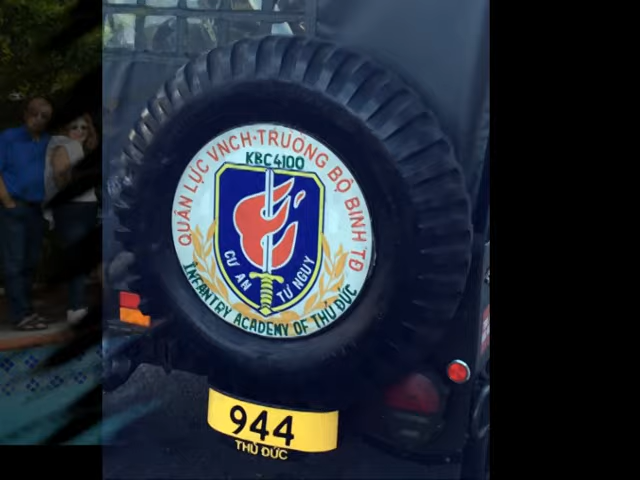 QUÂN LỰC VNCH·TRƯỜNG BỘ BINH TĐ
KBC 4100
CƯ AN TƯ NGUY
INFANTRY ACADEMY OF THỦ ĐỨC
944
THỦ ĐỨC